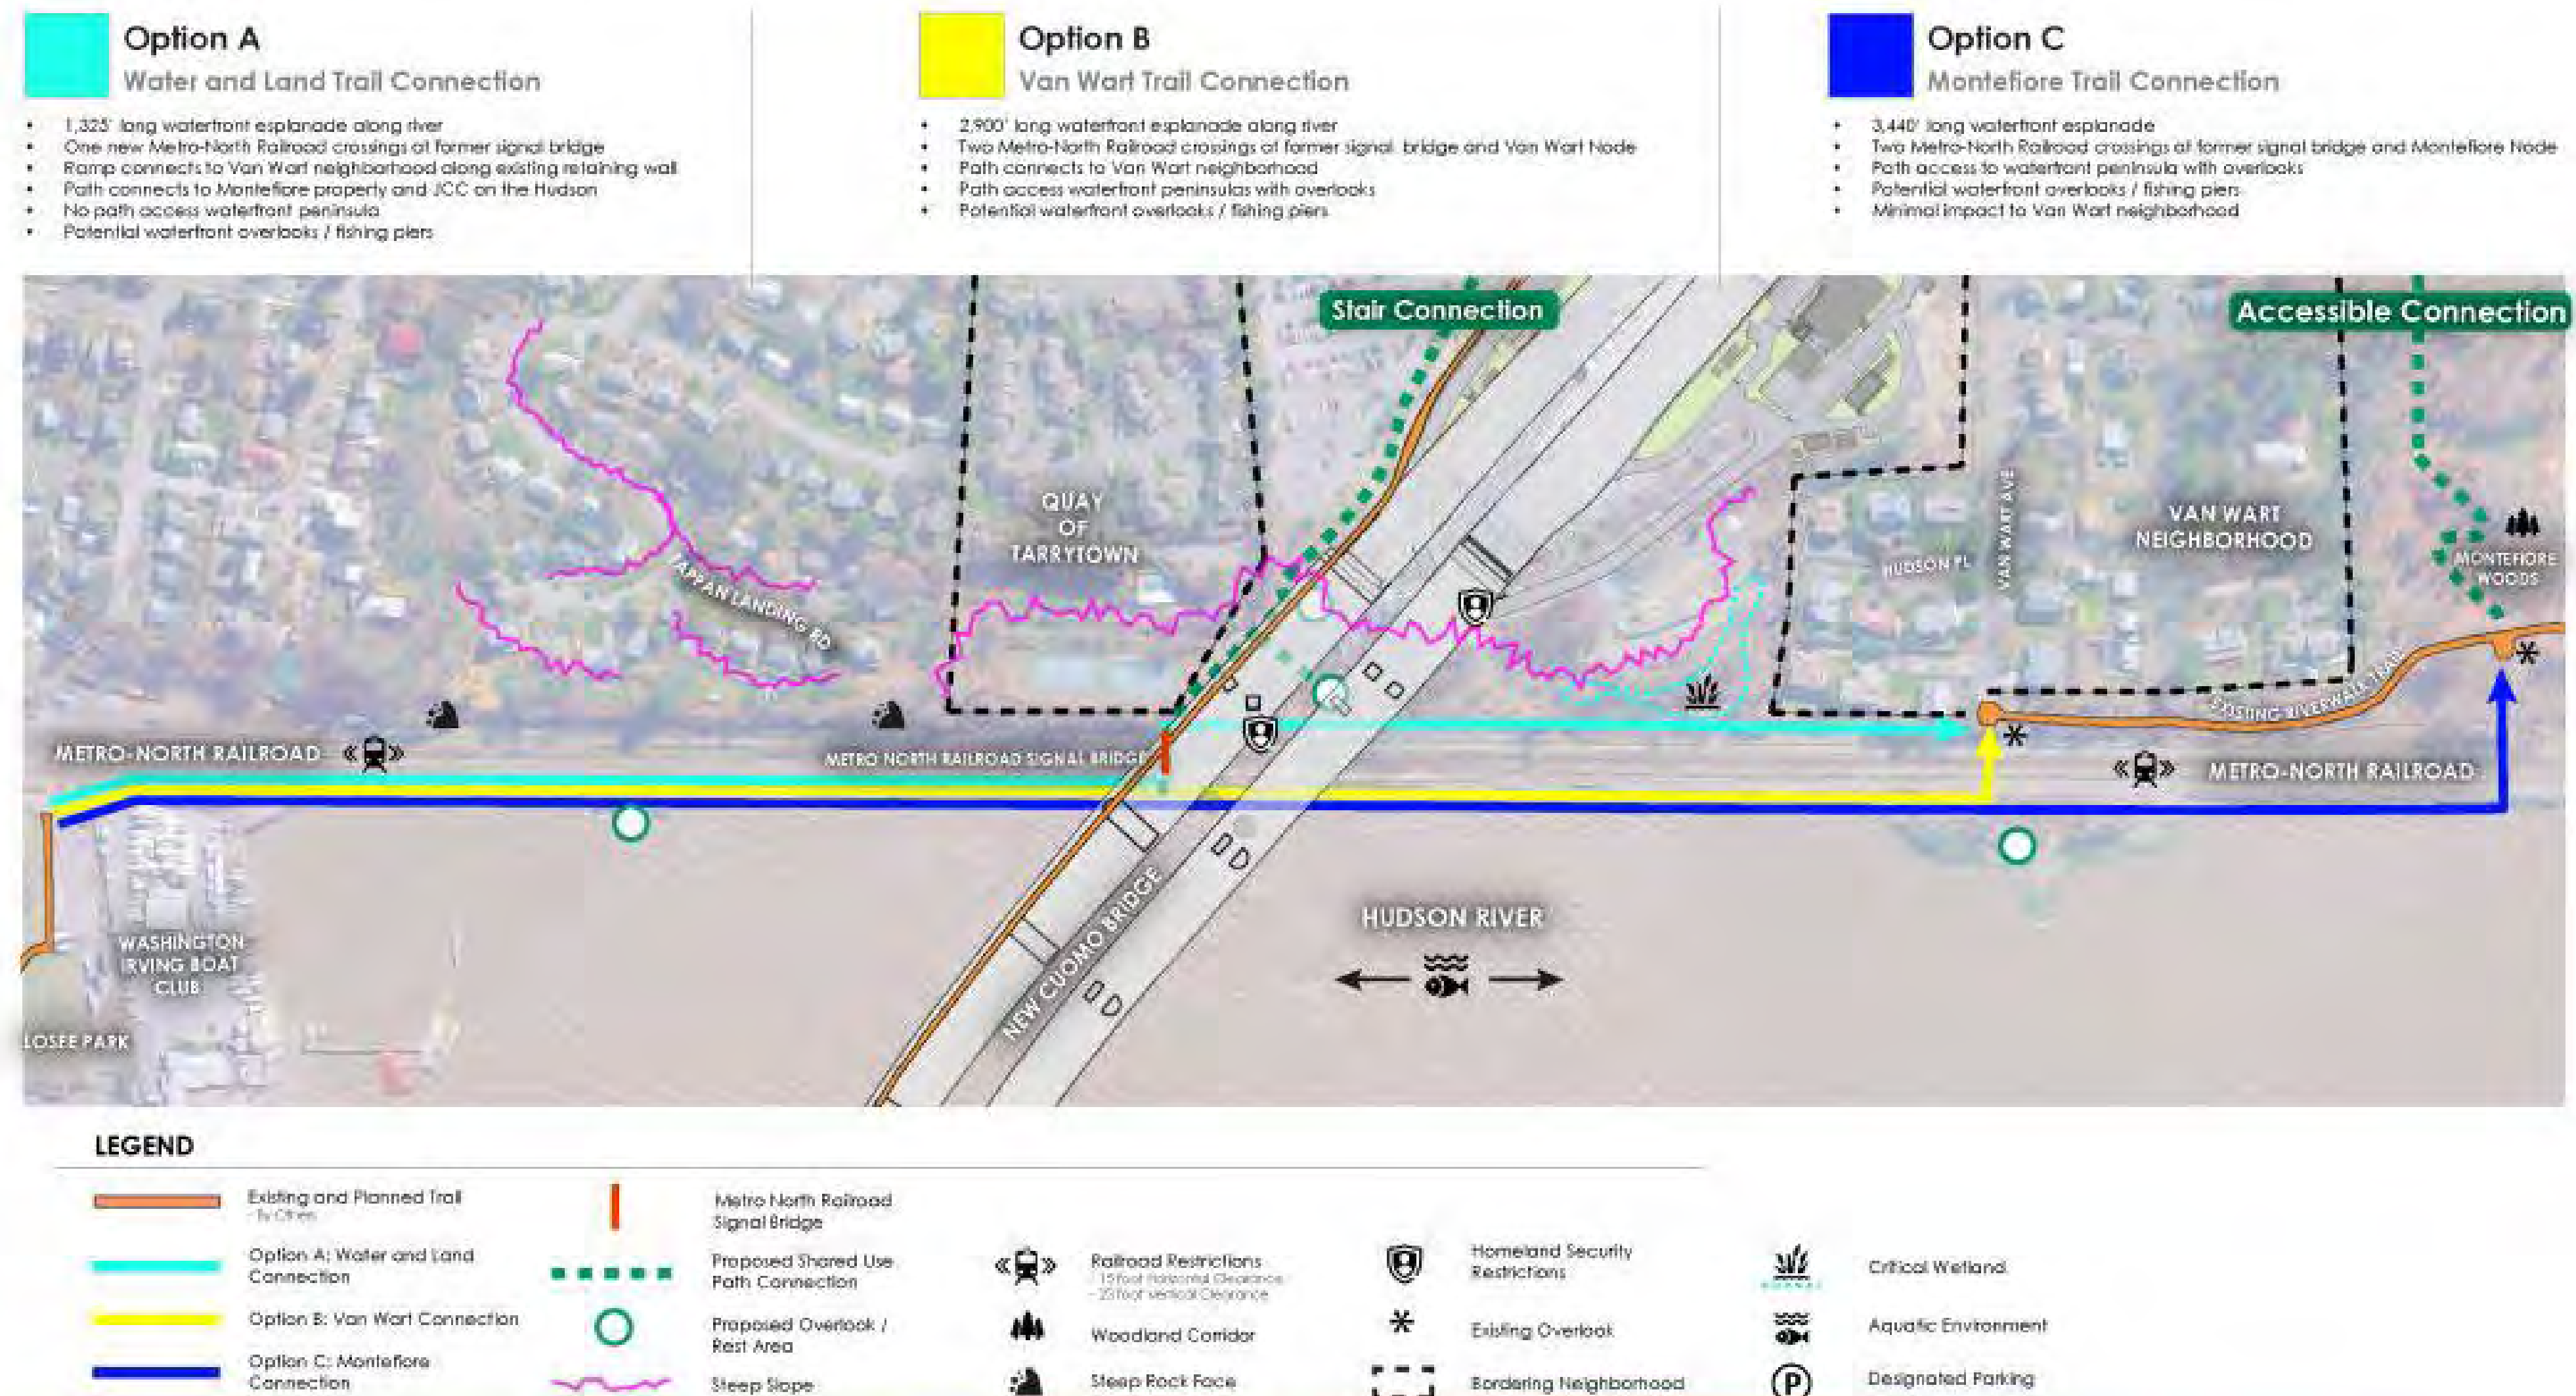 Option A
Water and Land Trail Connection
• 1,325' long waterfront esplanade along river
• One new Metro-North Railroad crossings at former signal bridge
• Ramp connects to Van Wart neighborhood along existing retaining wall
• Path connects to Montefiore property and JCC on the Hudson
• No path access waterfront peninsula
• Potential waterfront overlooks / fishing piers
Option B
Van Wart Trail Connection
• 2,900' long waterfront esplanade along river
• Two Metro-North Railroad crossings at former signal bridge and Van Wart Node
• Path connects to Van Wart neighborhood
• Path access waterfront peninsulas with overlooks
• Potential waterfront overlooks / fishing piers
Option C
Montefiore Trail Connection
• 3,440' long waterfront esplanade
• Two Metro-North Railroad crossings at former signal bridge and Montefiore Node
• Path access to waterfront peninsula with overlooks
• Potential waterfront overlooks / fishing piers
• Minimal impact to Van Wart neighborhood
Stair Connection
Accessible Connection
QUAY
OF
TARRYTOWN
TAPPAN LANDING RD
HUDSON PL
VAN WART AVE
VAN WART
NEIGHBORHOOD
MONTEFIORE
WOODS
EXISTING RIVERWALK TRAIL
METRO-NORTH RAILROAD
METRO NORTH RAILROAD SIGNAL BRIDGE
METRO-NORTH RAILROAD
NEW CUOMO BRIDGE
HUDSON RIVER
WASHINGTON
IRVING BOAT
CLUB
LOSEE PARK
LEGEND
Existing and Planned Trail
- By Others
Option A: Water and Land
Connection
Option B: Van Wart Connection
Option C: Montefiore
Connection
Metro North Railroad
Signal Bridge
Proposed Shared Use
Path Connection
Proposed Overlook /
Rest Area
Steep Slope
Railroad Restrictions
- 15 foot Horizontal Clearance
- 23 foot Vertical Clearance
Woodland Corridor
Steep Rock Face
Homeland Security
Restrictions
Existing Overlook
Bordering Neighborhood
Critical Wetland
Aquatic Environment
P
Designated Parking